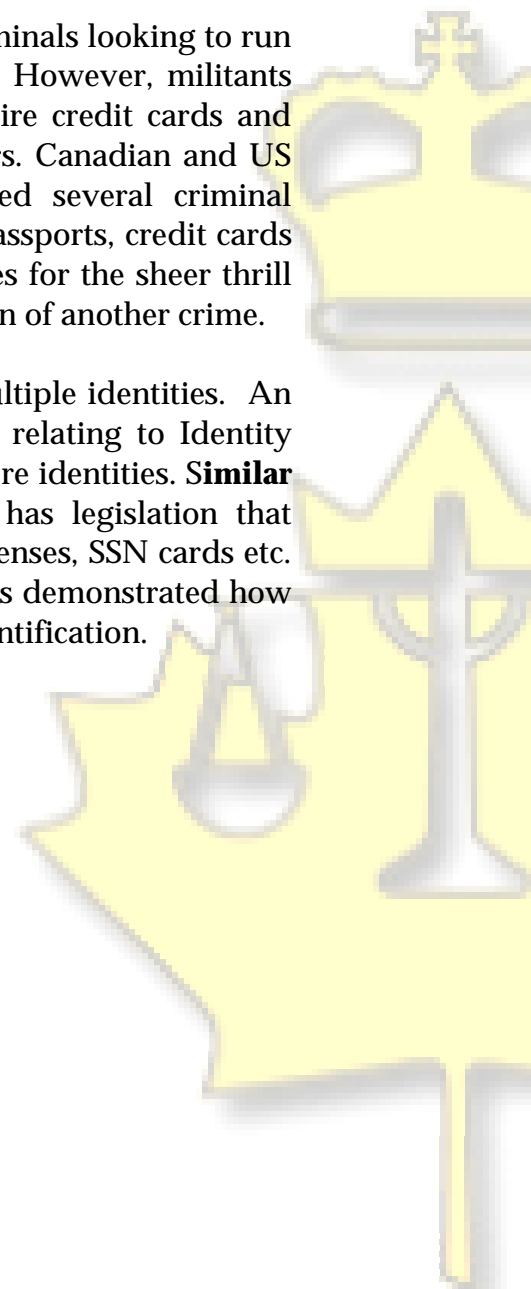 minals looking to run
However, militants
ire credit cards and
s. Canadian and US
ed several criminal
assports, credit cards
es for the sheer thrill
n of another crime.
ultiple identities. An
relating to Identity
re identities. Similar
has legislation that
enses, SSN cards etc.
s demonstrated how
ntification.